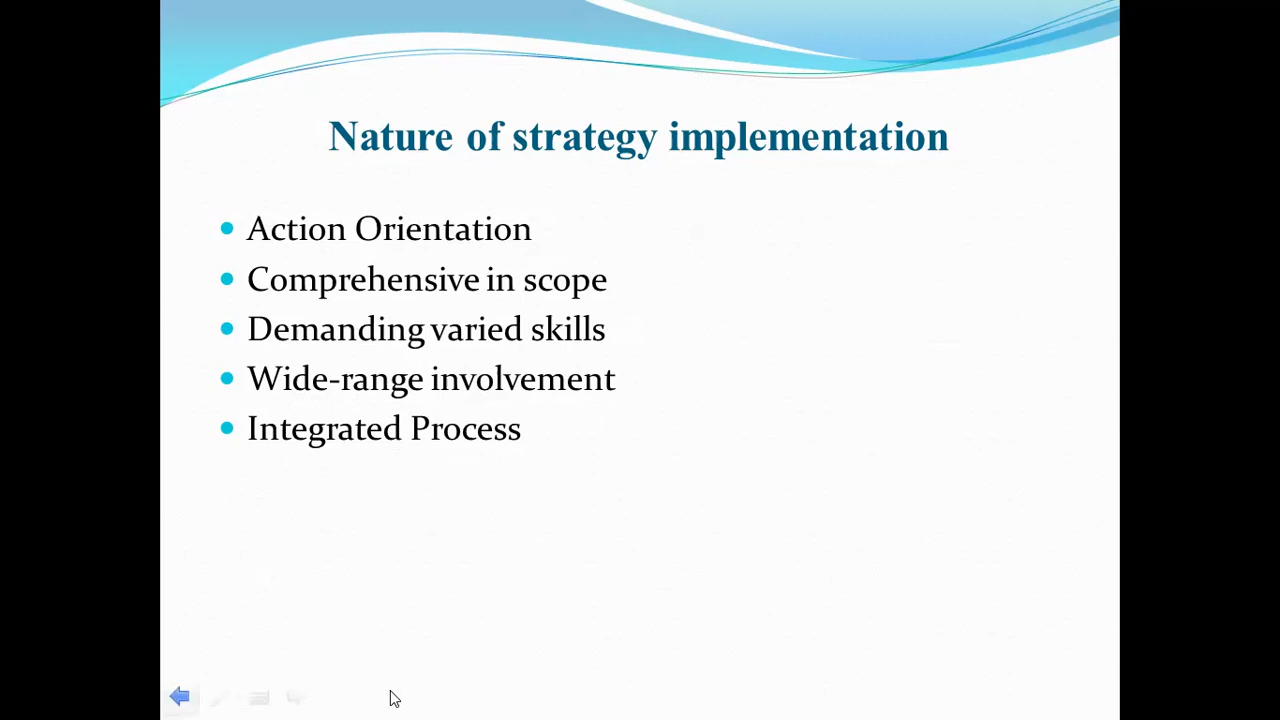 Nature of strategy implementation
Action Orientation
Comprehensive in scope
Demanding varied skills
Wide-range involvement
Integrated Process